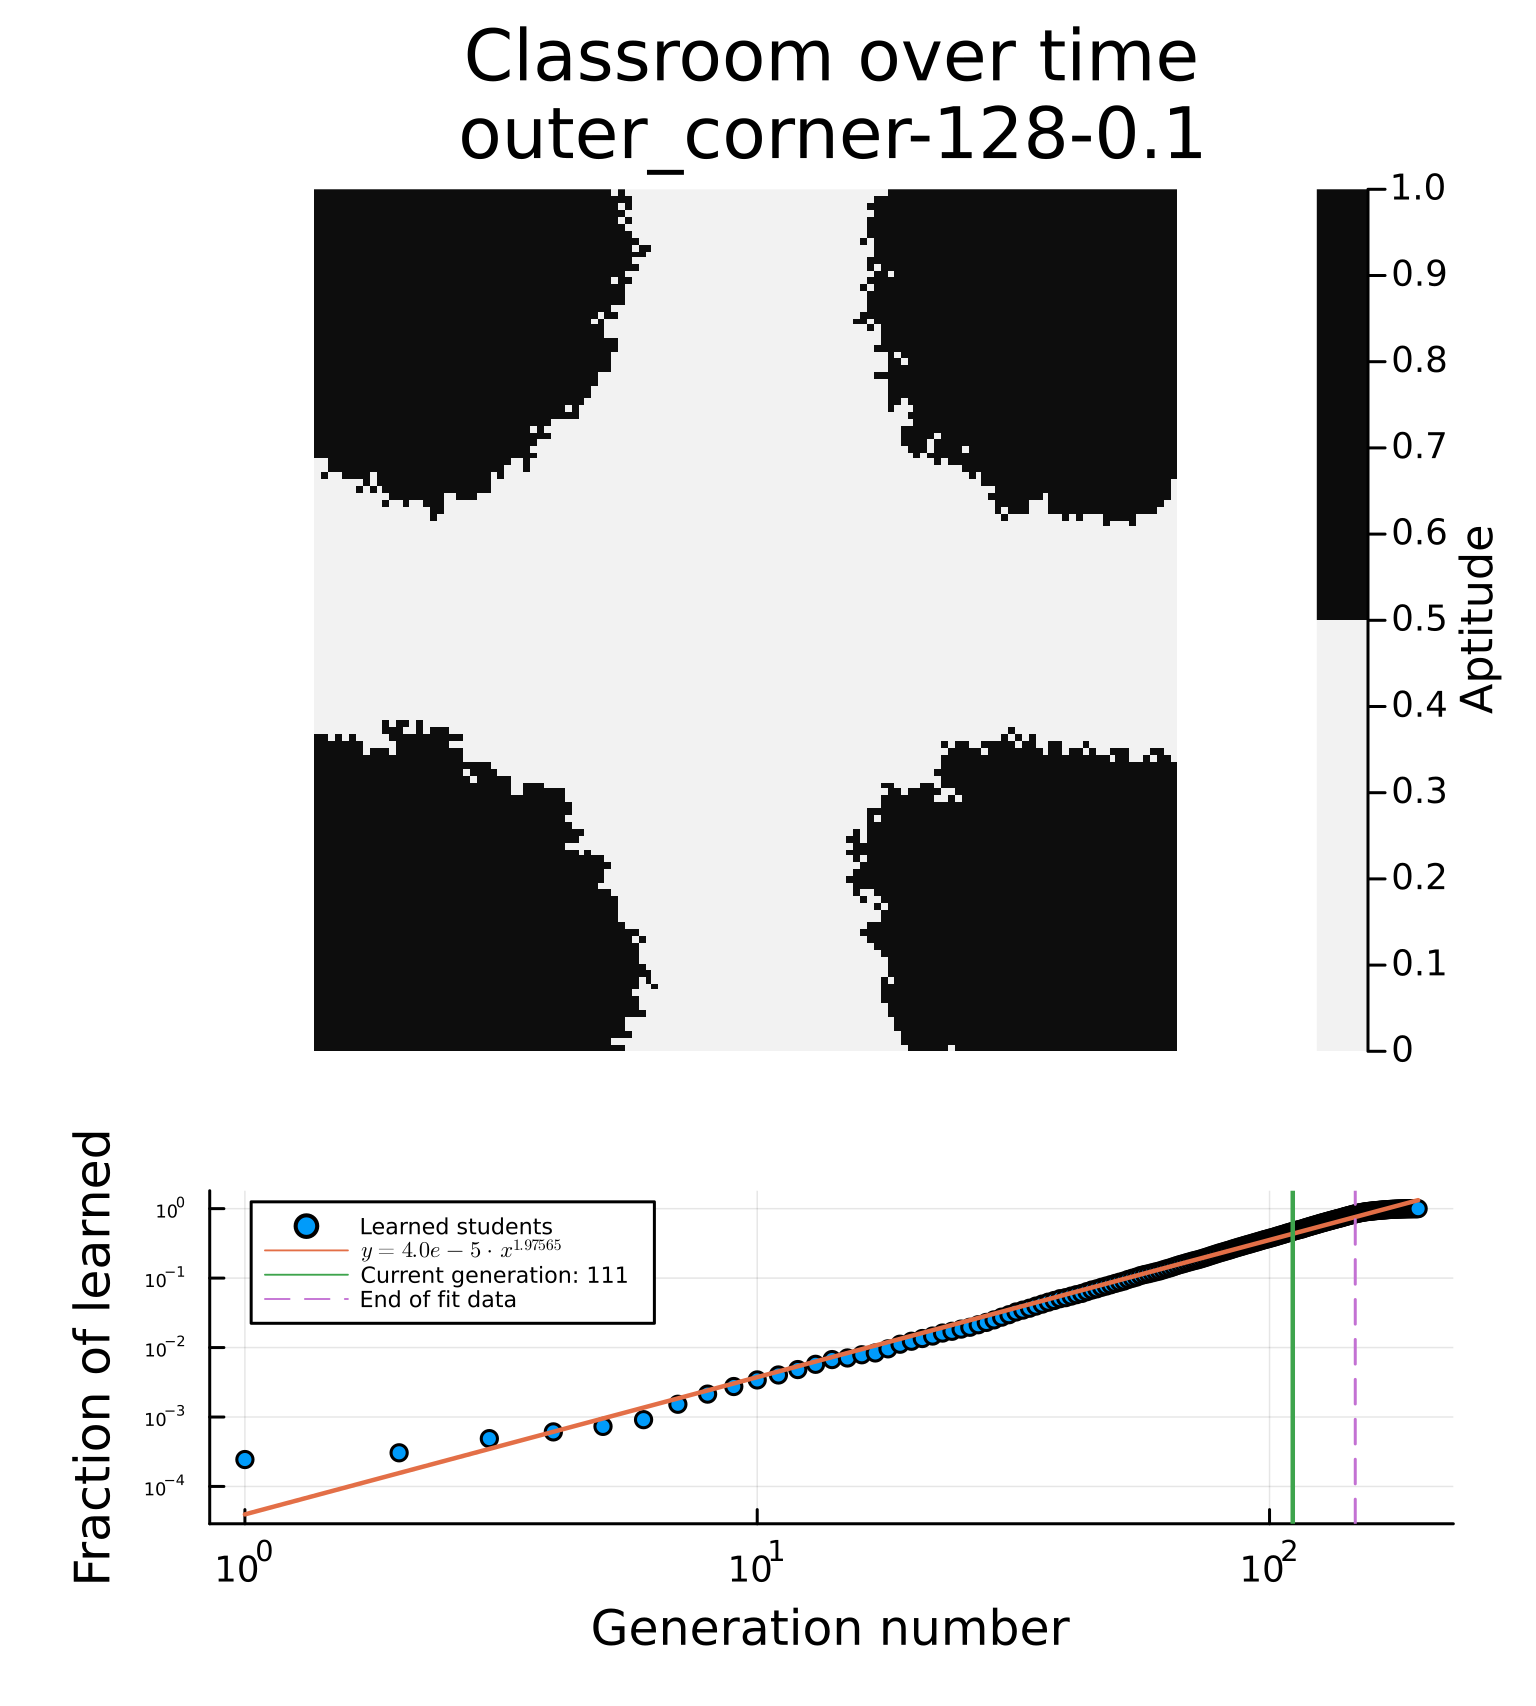 Classroom over time
outer_corner-128-0.1
1.0
0.9
0.8
0.7
0.6
0.5
0.4
0.3
0.2
0.1
0
Aptitude
Fraction of learned
10⁰
10⁻¹
10⁻²
10⁻³
10⁻⁴
Learned students
y = 4.0e − 5 · x^1.97565
Current generation: 111
End of fit data
10⁰
10¹
10²
Generation number